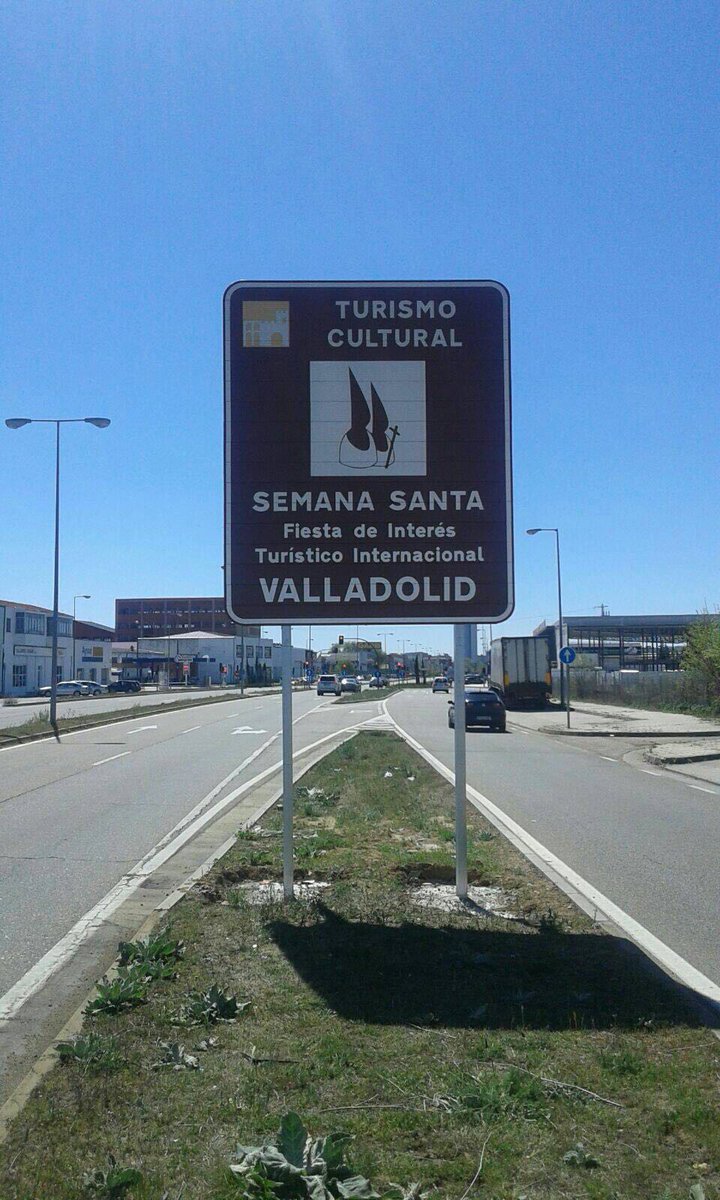 TURISMO
CULTURAL
SEMANA SANTA
Fiesta de Interés
Turístico Internacional
VALLADOLID